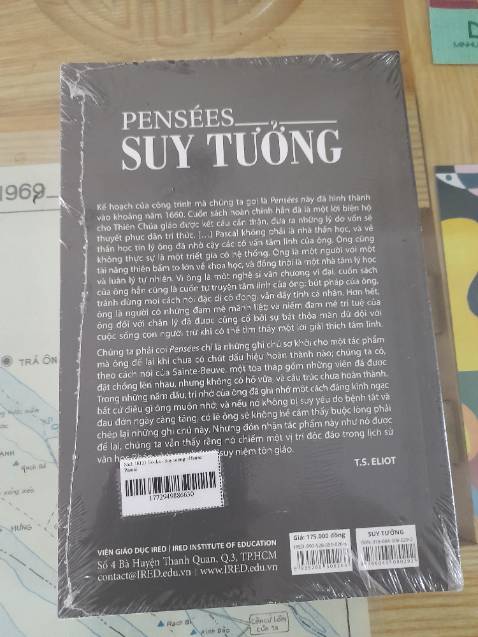 PENSÉES
SUY TƯỞNG
Kế hoạch của công trình mà chúng ta gọi là Pensées này đã hình thành
vào khoảng năm 1660. Cuốn sách hoàn chỉnh hẳn đã là một lời biện hộ
cho Thiên Chúa giáo được kết cấu cẩn thận, đưa ra những lý do vốn sẽ
thuyết phục dân trí thức. [...] Pascal không phải là nhà thần học, và về
thần học tín lý ông đã nhờ cậy các cố vấn tâm linh của ông. Ông cũng
không thực sự là một triết gia có hệ thống. Ông là một người với một
tài năng thiên bẩm to lớn về khoa học, và đồng thời là một nhà tâm lý học
và luân lý tự nhiên. Vì ông là một nghệ sĩ văn chương vĩ đại, cuốn sách
của ông hẳn cũng là cuốn tự truyện tâm linh của ông; bút pháp của ông,
tránh dùng mọi cách nói đặc dị cô đọng, vẫn đầy tính cá nhân. Hơn hết,
ông là người có những đam mê mãnh liệt và niềm đam mê trí tuệ của
ông đối với chân lý đã được củng cố bởi sự bất thỏa mãn dữ dội với
cuộc sống con người trừ khi có thể tìm thấy một lời giải thích tâm linh.
Chúng ta phải coi Pensées chỉ là những ghi chú sơ khởi cho một tác phẩm
mà ông để lại khi chưa có chút dấu hiệu hoàn thành nào; chúng ta có,
theo cách nói của Sainte-Beuve, một tòa tháp gồm những viên đá được
đặt chồng lên nhau, nhưng không có hồ vữa và cấu trúc chưa hoàn thành.
Trong những năm đầu, trí nhớ của ông đã ghi nhớ một cách đáng kinh ngạc
bất cứ điều gì ông muốn nhớ; và nếu nó không bị suy yếu do bệnh tật và
đau đớn ngày càng tăng, có lẽ ông sẽ không hề cảm thấy buộc lòng phải
chép lại những ghi chú này. Nhưng đón nhận tác phẩm này như nó được
để lại, chúng ta vẫn thấy rằng nó chiếm một vị trí độc đáo trong lịch sử
văn học suy niệm tôn giáo.
T.S. ELIOT
1772949886630
VIỆN GIÁO DỤC IRED | IRED INSTITUTE OF EDUCATION
Số 4 Bà Huyện Thanh Quan, Q.3, TP.HCM
contact@IRED.edu.vn | www.IRED.edu.vn
Giá: 175.000 đồng
SUY TƯỞNG
1969
TRÀ ÔN
HƯNG
Rạch Bí